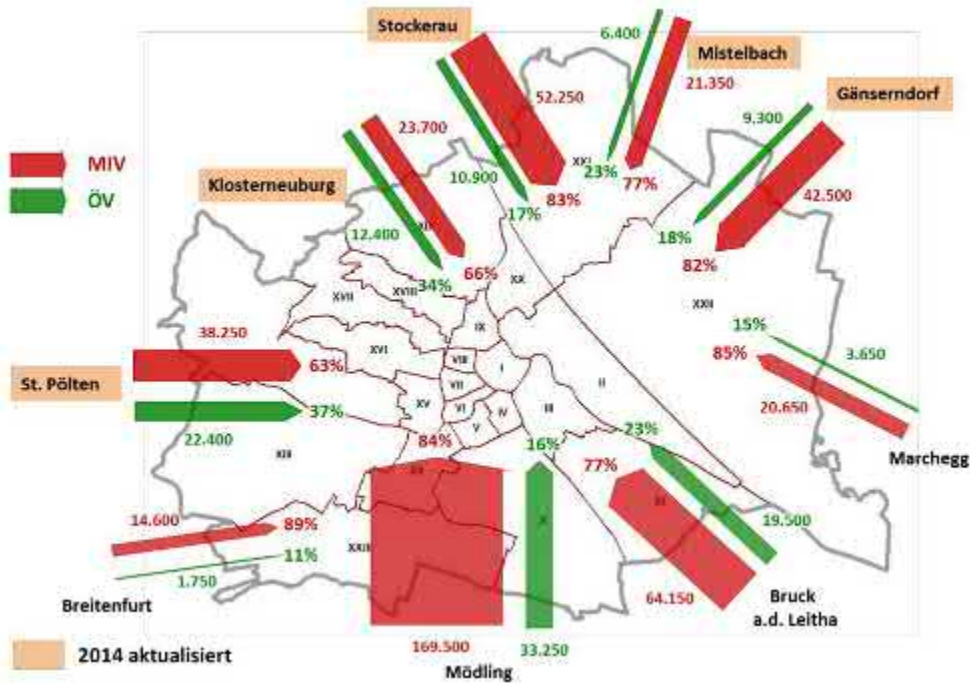 Stockerau
6.400
Mistelbach
21.350
52.250
Gänserndorf
9.300
23.700
MIV
ÖV
Klosterneuburg
10.900
XXI
23%
77%
83%
17%
42.500
12.400
18%
82%
34%
66%
XVIII
XVII
XX
XXII
IX
38.250
XVI
VIII
I
15%
3.650
85%
63%
St. Pölten
VII
II
20.650
37%
XV
VI
IV
III
V
22.400
84%
16%
23%
Marchegg
XIII
77%
14.600
89%
X
19.500
XXIII
11%
1.750
Breitenfurt
64.150
Bruck
a.d. Leitha
2014 aktualisiert
169.500
33.250
Mödling